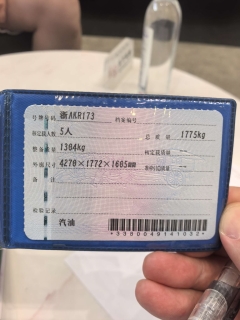 号牌号码 浙AKR173 档案编号
核定载人数 5人 总质量 1775kg
整备质量 1304kg 核定载质量 --
外廓尺寸 4270×1772×1605mm 准牵引总质量 --
备注
检验记录
汽油